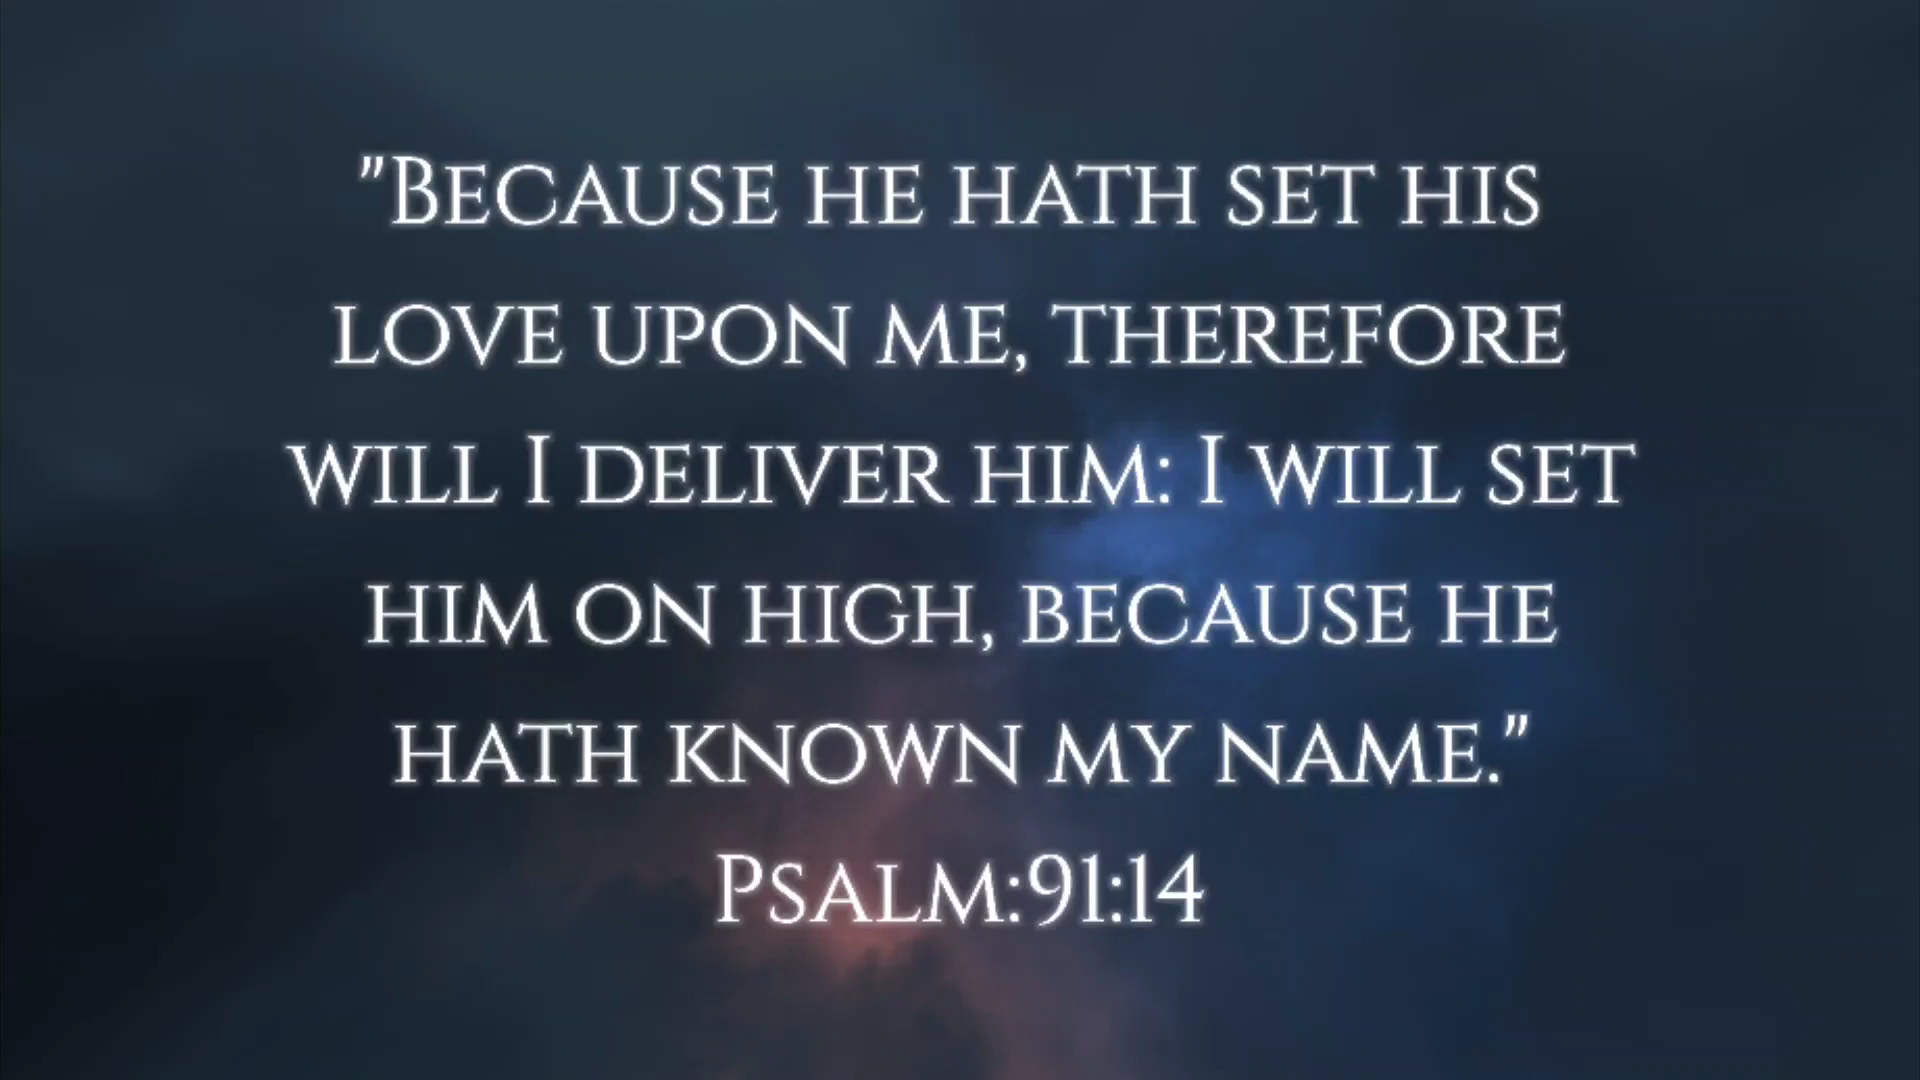 "Because he hath set his
love upon me, therefore
will I deliver him: I will set
him on high, because he
hath known my name."
Psalm:91:14